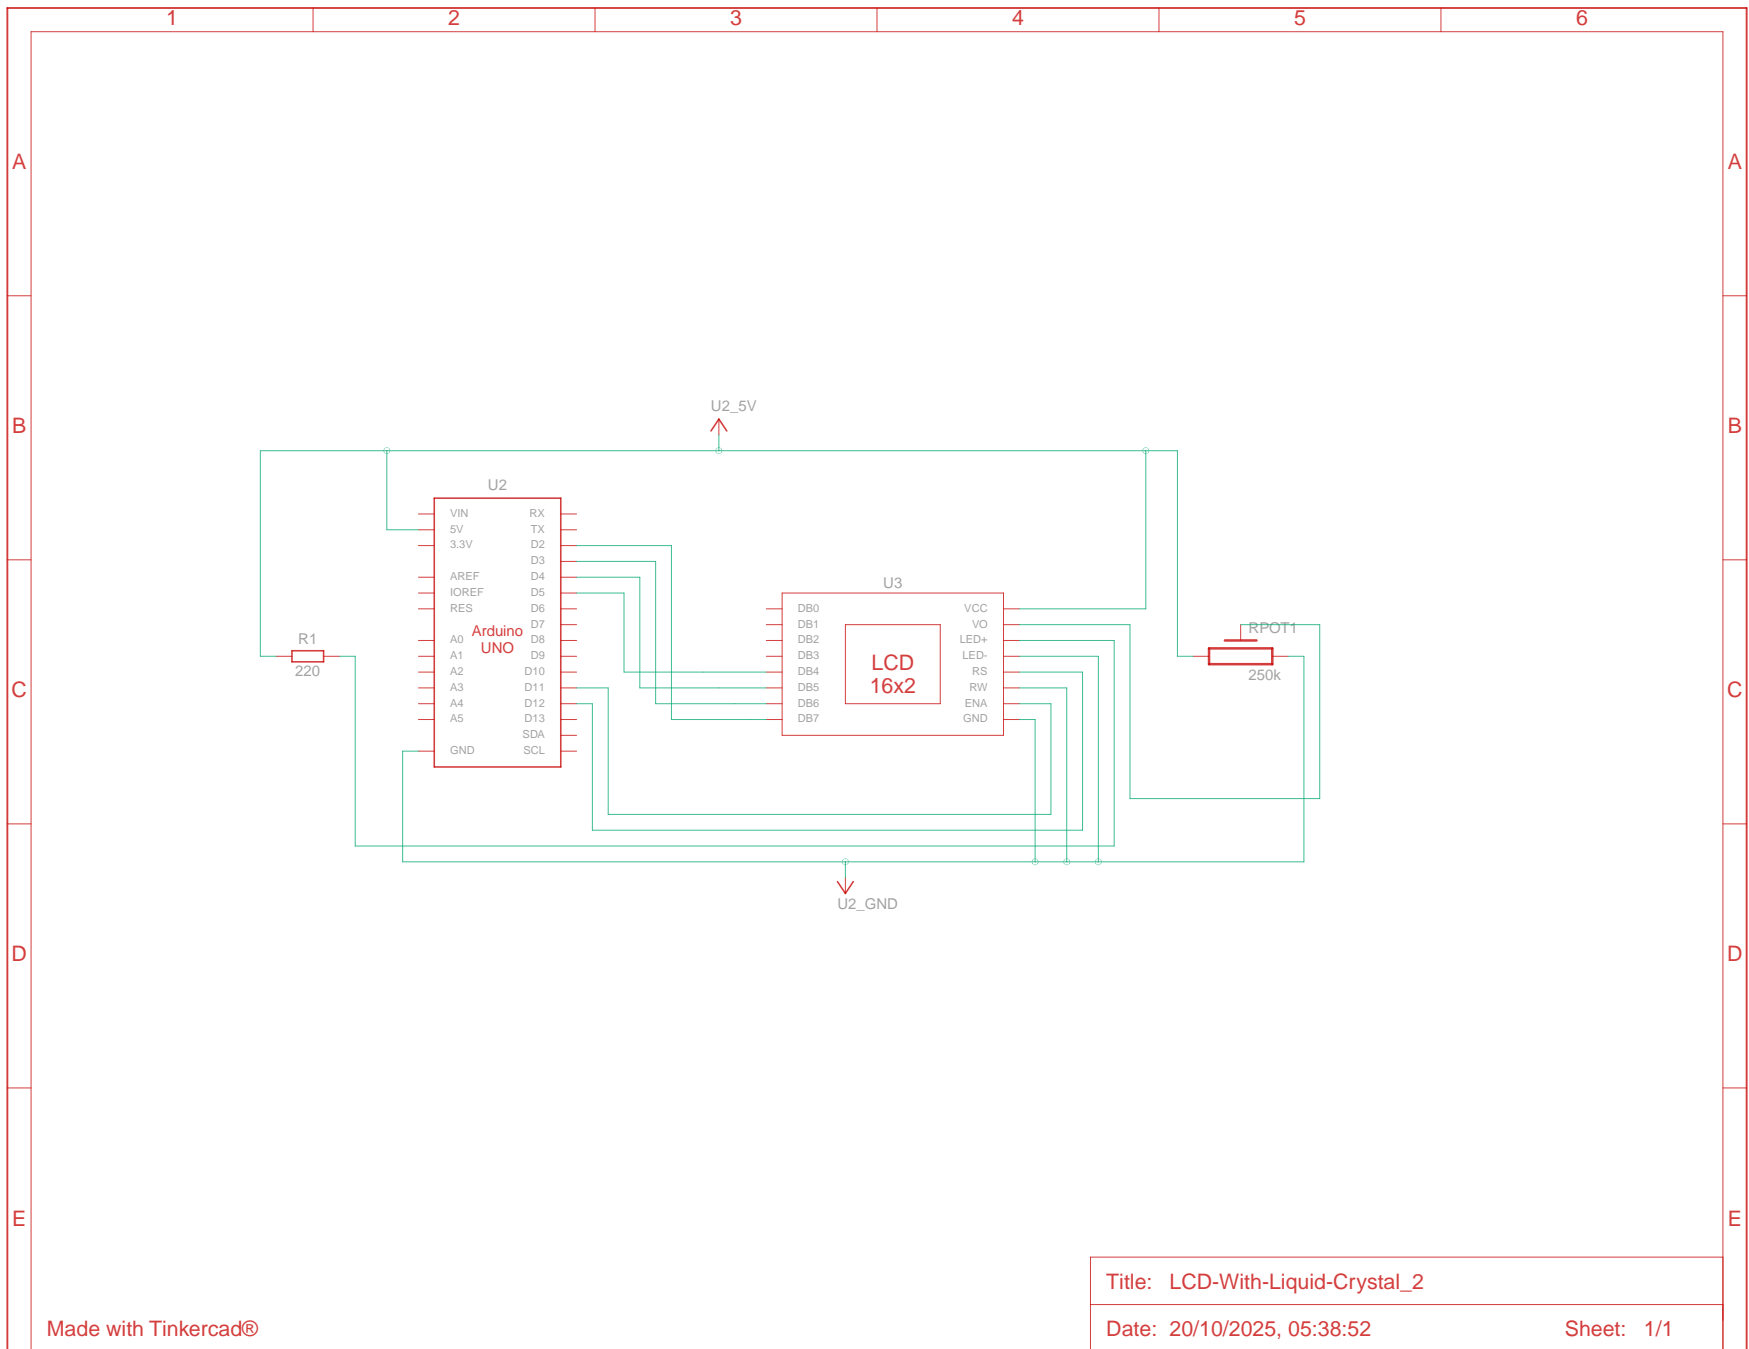 1 2 3 4 5 6
A A
B B
U2_5V
U2
VIN RX
5V TX
3.3V D2
D3
AREF D4
IOREF D5
RES D6
D7
A0 D8
A1 D9
A2 D10
A3 D11
A4 D12
A5 D13
SDA
GND SCL
Arduino
UNO
R1
220
U3
DB0 VCC
DB1 VO
DB2 LED+
DB3 LED-
DB4 RS
DB5 RW
DB6 ENA
DB7 GND
LCD
16x2
RPOT1
250k
C C
U2_GND
D D
E E
Title: LCD-With-Liquid-Crystal_2
Made with Tinkercad®
Date: 20/10/2025, 05:38:52 Sheet: 1/1